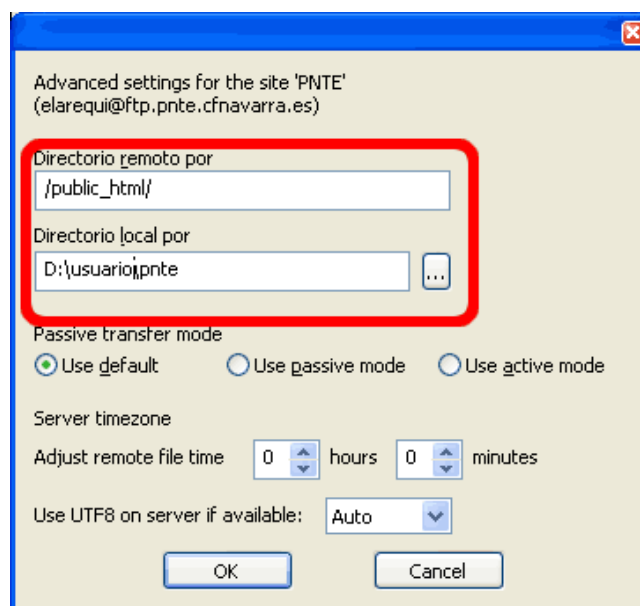 Advanced settings for the site 'PNTE'
(elarequi@ftp.pnte.cfnavarra.es)
Directorio remoto por
/public_html/
Directorio local por
D:\usuario\pnte
...
Passive transfer mode
Use default Use passive mode Use active mode
Server timezone
Adjust remote file time 0 hours 0 minutes
Use UTF8 on server if available: Auto
OK Cancel